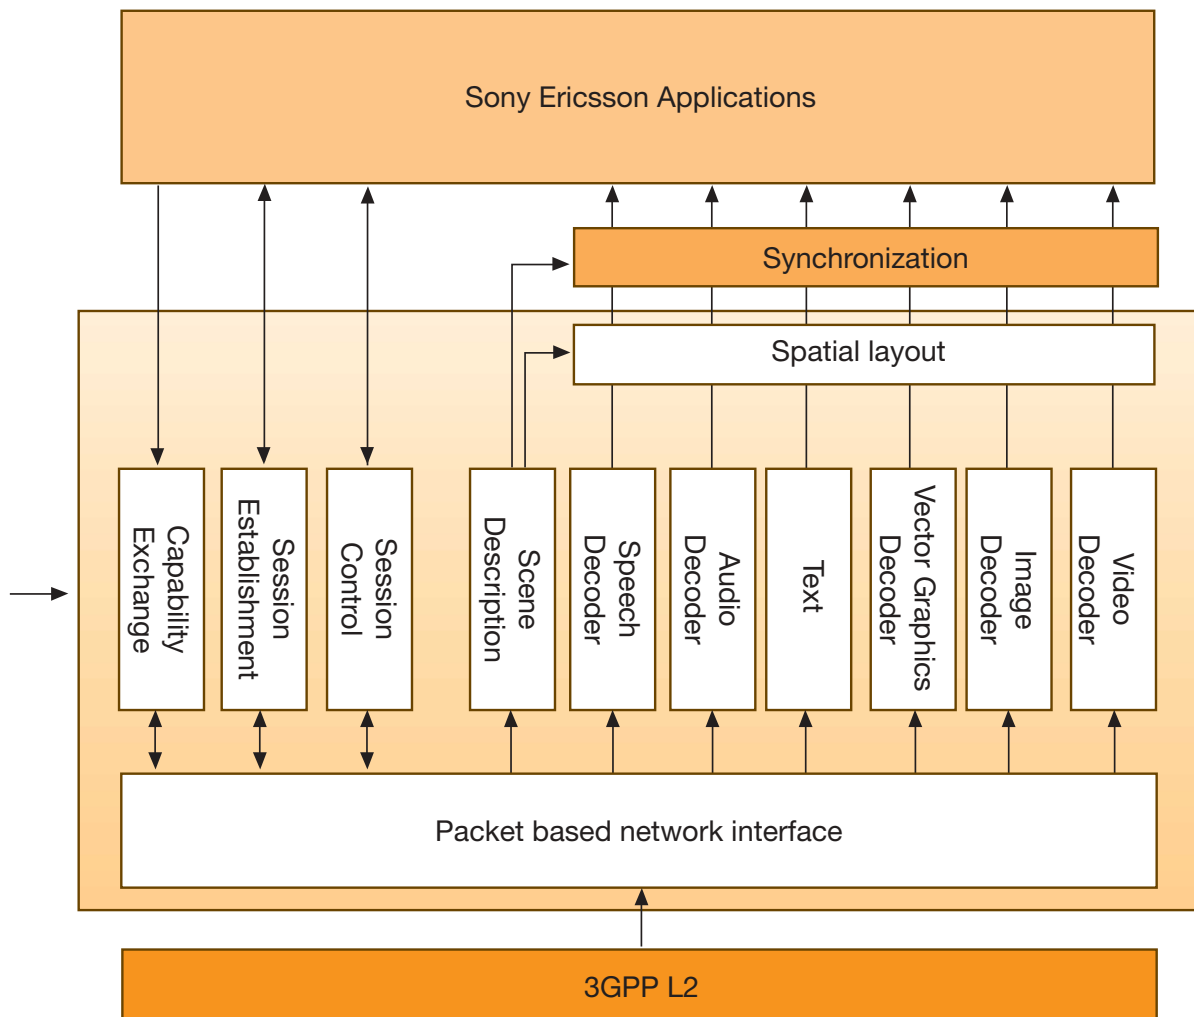 Sony Ericsson Applications
Synchronization
Spatial layout
Capability
Exchange
Session
Establishment
Session
Control
Scene
Description
Speech
Decoder
Audio
Decoder
Text
Vector Graphics
Decoder
Image
Decoder
Video
Decoder
Packet based network interface
3GPP L2